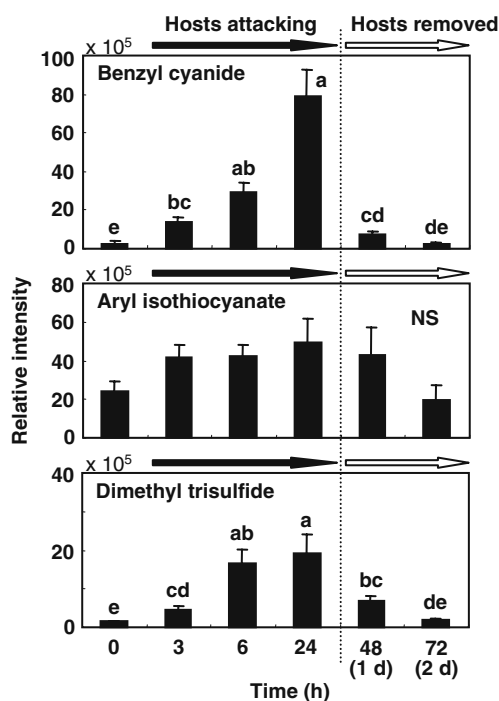 Hosts attacking Hosts removed
x 10⁵
100
Benzyl cyanide
80
60
40
20
0
e bc ab a cd de
x 10⁵
80
Aryl isothiocyanate
60
40
20
0
NS
Relative intensity
x 10⁵
40
Dimethyl trisulfide
20
0
e cd ab a bc de
0 3 6 24 48 72
(1 d) (2 d)
Time (h)